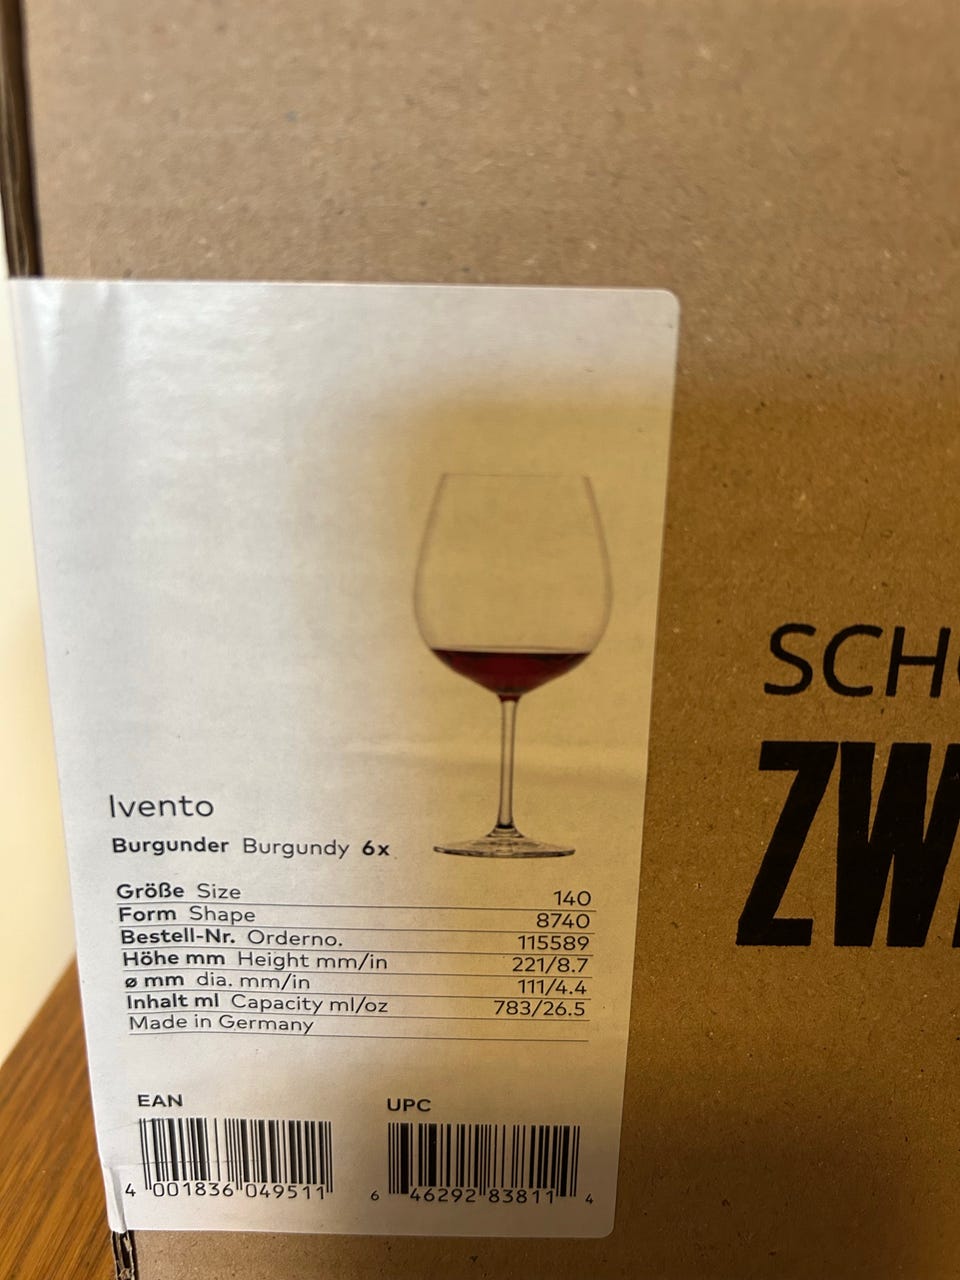 SCH
ZW
Ivento
Burgunder Burgundy 6x
Größe Size 140
Form Shape 8740
Bestell-Nr. Orderno. 115589
Höhe mm Height mm/in 221/8.7
ø mm dia. mm/in 111/4.4
Inhalt ml Capacity ml/oz 783/26.5
Made in Germany
EAN
4 001836 049511
UPC
6 46292 83811 4